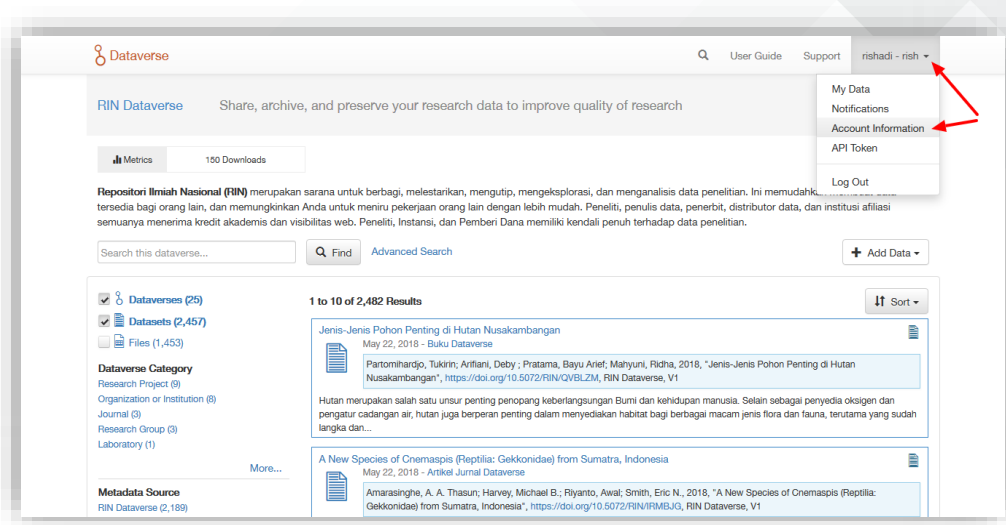 Dataverse
User Guide Support rishadi - rish
My Data
Notifications
Account Information
API Token
Log Out
RIN Dataverse Share, archive, and preserve your research data to improve quality of research
Metrics 150 Downloads
Repositori Ilmiah Nasional (RIN) merupakan sarana untuk berbagi, melestarikan, mengutip, mengeksplorasi, dan menganalisis data penelitian. Ini memudahkan
tersedia bagi orang lain, dan memungkinkan Anda untuk meniru pekerjaan orang lain dengan lebih mudah. Peneliti, penulis data, penerbit, distributor data, dan institusi afiliasi
semuanya menerima kredit akademis dan visibilitas web. Peneliti, Instansi, dan Pemberi Dana memiliki kendali penuh terhadap data penelitian.
Search this dataverse... Find Advanced Search Add Data
Dataverses (25)
Datasets (2,457)
Files (1,453)
Dataverse Category
Research Project (9)
Organization or Institution (8)
Journal (3)
Research Group (3)
Laboratory (1)
More...
Metadata Source
RIN Dataverse (2,189)
1 to 10 of 2,482 Results Sort
Jenis-Jenis Pohon Penting di Hutan Nusakambangan
May 22, 2018 - Buku Dataverse
Partomihardjo, Tukirin; Arifiani, Deby ; Pratama, Bayu Arief; Mahyuni, Ridha, 2018, "Jenis-Jenis Pohon Penting di Hutan
Nusakambangan", https://doi.org/10.5072/RIN/QVBLZM, RIN Dataverse, V1
Hutan merupakan salah satu unsur penting penopang keberlangsungan Bumi dan kehidupan manusia. Selain sebagai penyedia oksigen dan
pengatur cadangan air, hutan juga berperan penting dalam menyediakan habitat bagi berbagai macam jenis flora dan fauna, terutama yang sudah
langka dan...
A New Species of Cnemaspis (Reptilia: Gekkonidae) from Sumatra, Indonesia
May 22, 2018 - Artikel Jurnal Dataverse
Amarasinghe, A. A. Thasun; Harvey, Michael B.; Riyanto, Awal; Smith, Eric N., 2018, "A New Species of Cnemaspis (Reptilia:
Gekkonidae) from Sumatra, Indonesia", https://doi.org/10.5072/RIN/IRMBJG, RIN Dataverse, V1